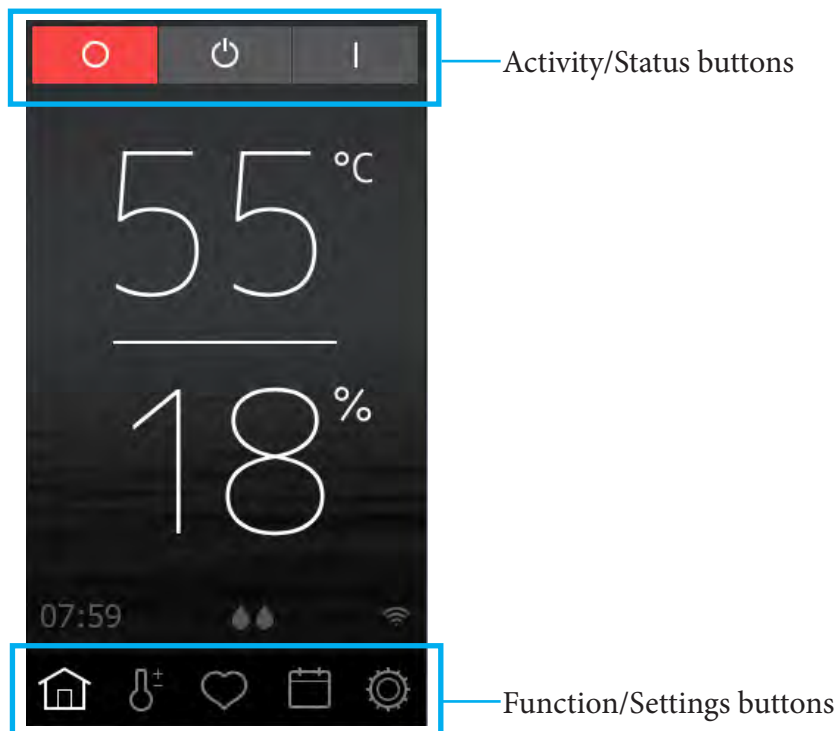 Activity/Status buttons
55 °C
18 %
07:59
Function/Settings buttons